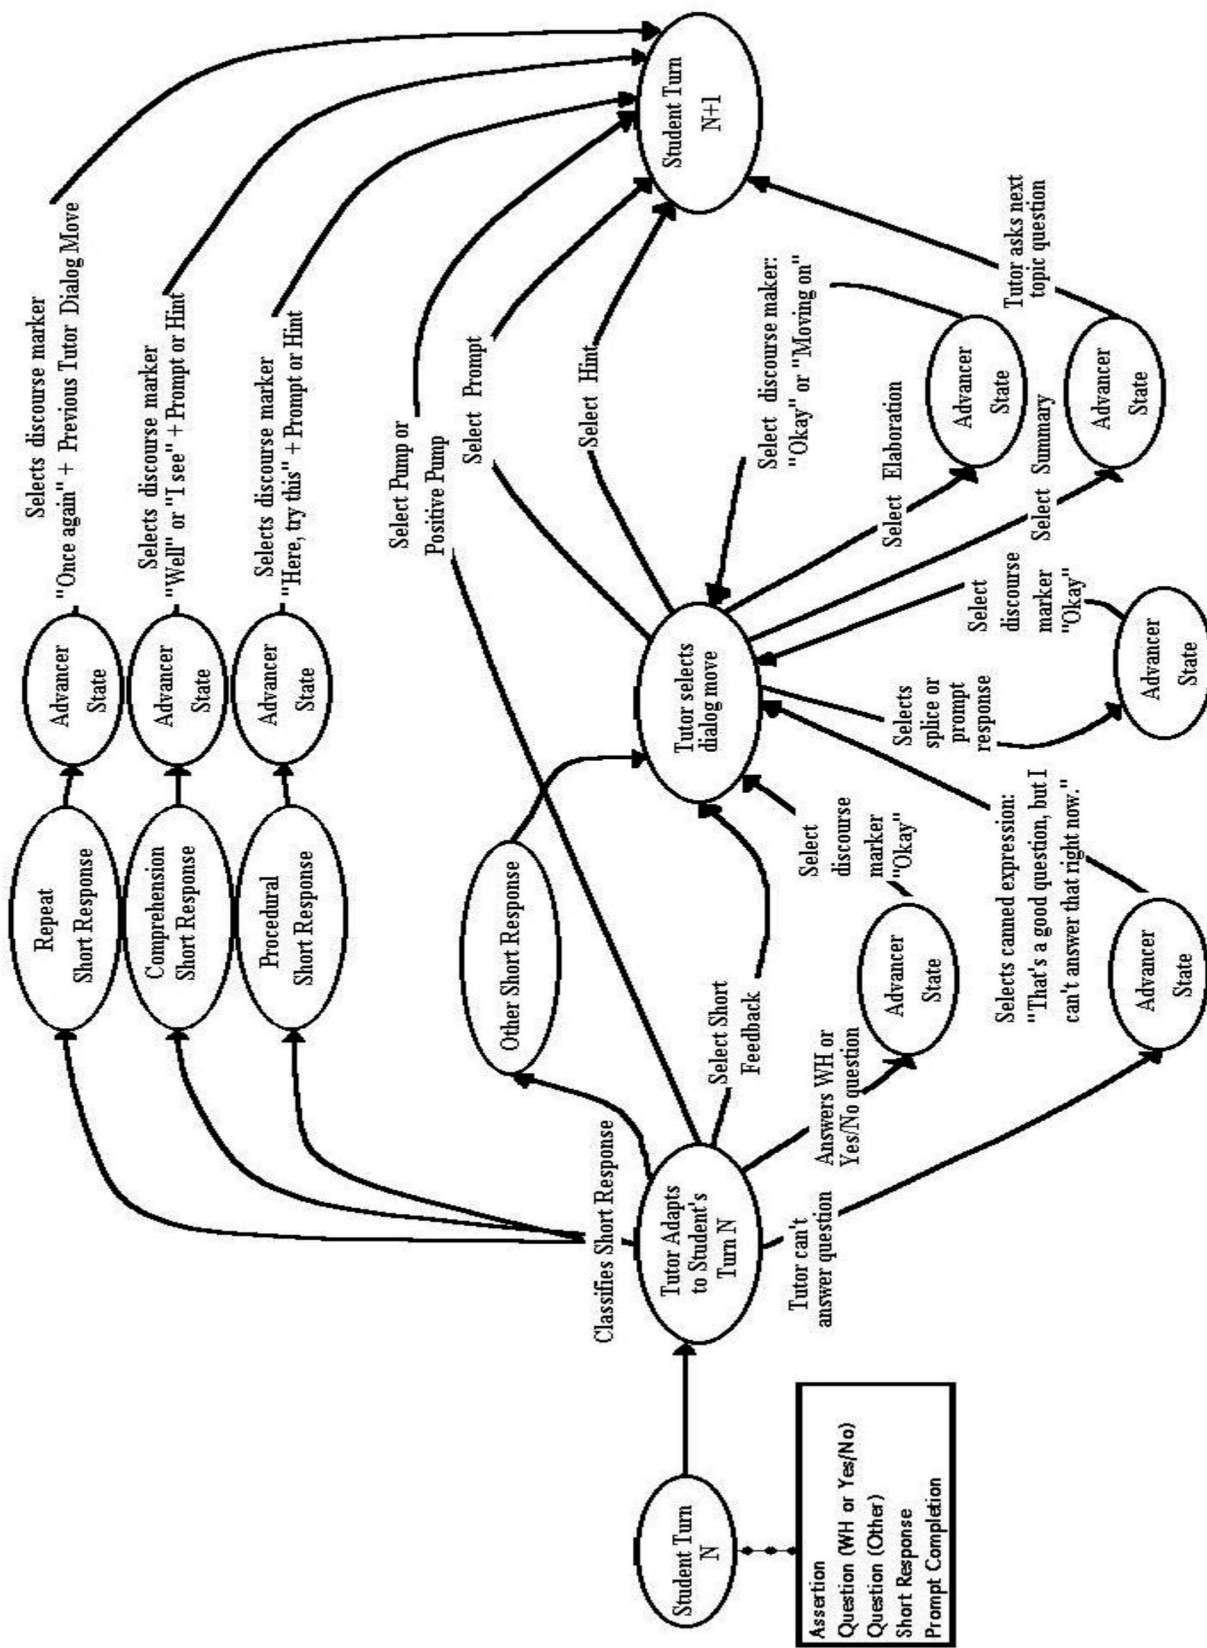 Student Turn
N
Assertion
Question (WH or Yes/No)
Question (Other)
Short Response
Prompt Completion
Tutor Adapts
to Student's
Turn N
Classifies Short Response
Repeat
Short Response
Comprehension
Short Response
Procedural
Short Response
Other Short Response
Advancer
State
Advancer
State
Advancer
State
Selects discourse marker
"Once again" + Previous Tutor Dialog Move
Selects discourse marker
"Well" or "I see" + Prompt or Hint
Selects discourse marker
"Here, try this" + Prompt or Hint
Select Pump or
Positive Pump
Select Prompt
Select Hint
Select Short
Feedback
Answers WH or
Yes/No question
Tutor can't
answer question
Advancer
State
Advancer
State
Select
discourse
marker
"Okay"
Selects canned expression:
"That's a good question, but I
can't answer that right now."
Tutor selects
dialog move
Selects
splice or
prompt
response
Advancer
State
Select
discourse
marker
"Okay"
Select discourse maker:
"Okay" or "Moving on"
Select Elaboration
Select Summary
Advancer
State
Advancer
State
Tutor asks next
topic question
Student Turn
N+1